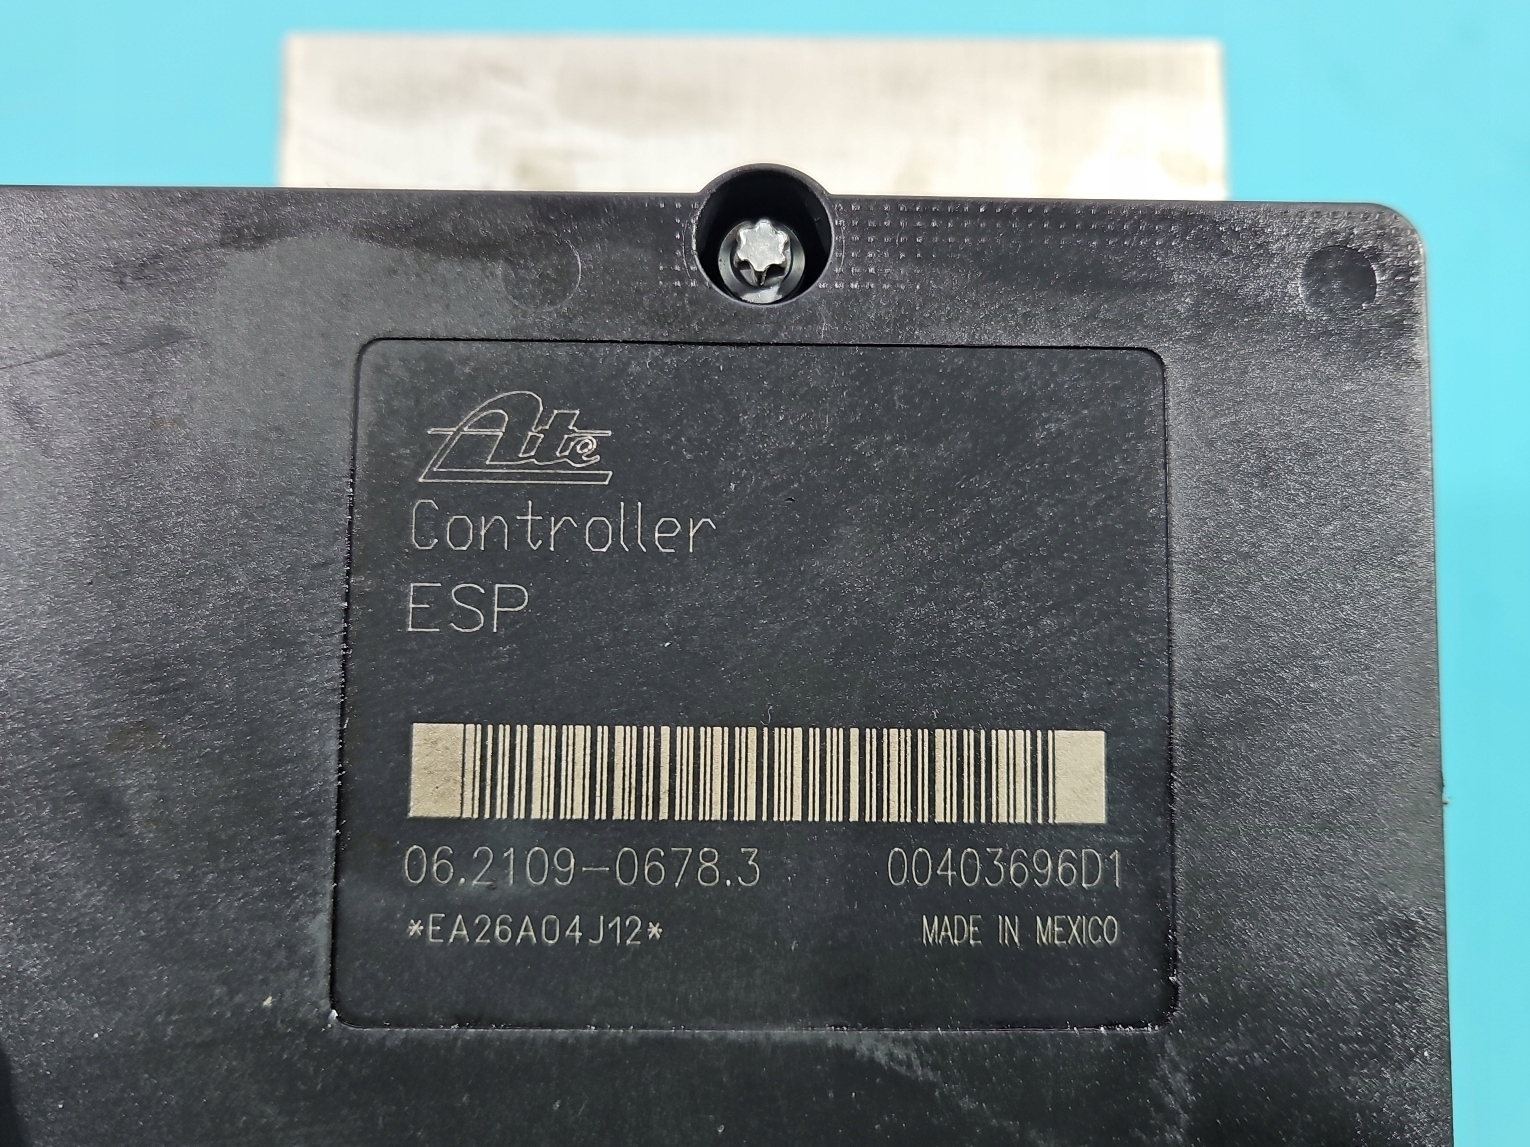 Ate
Controller
ESP
06.2109-0678.3 00403696D1
*EA26A04J12* MADE IN MEXICO